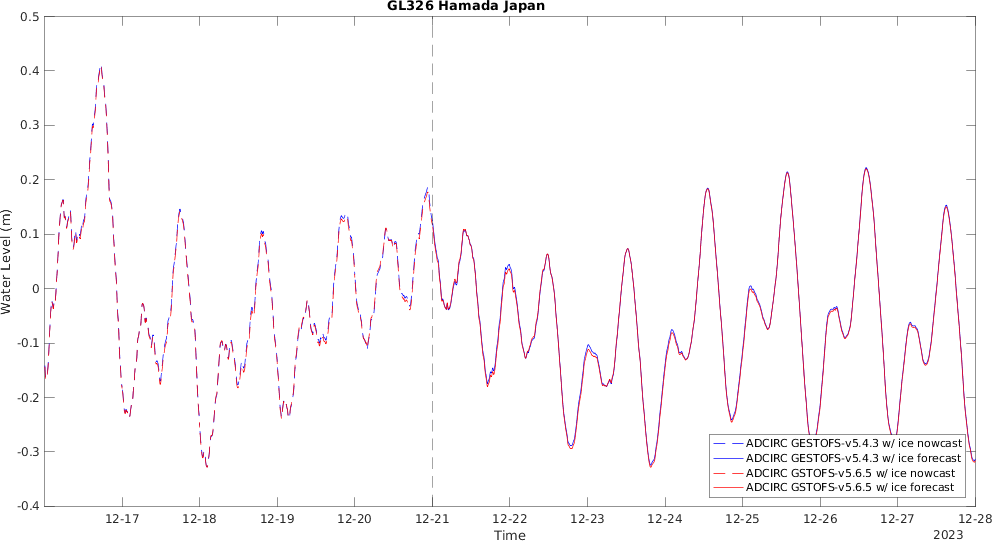 GL326 Hamada Japan
0.5
0.4
0.3
0.2
0.1
0
-0.1
-0.2
-0.3
-0.4
Water Level (m)
ADCIRC GESTOFS-v5.4.3 w/ ice nowcast
ADCIRC GESTOFS-v5.4.3 w/ ice forecast
ADCIRC GSTOFS-v5.6.5 w/ ice nowcast
ADCIRC GSTOFS-v5.6.5 w/ ice forecast
12-17 12-18 12-19 12-20 12-21 12-22 12-23 12-24 12-25 12-26 12-27 12-28
Time
2023